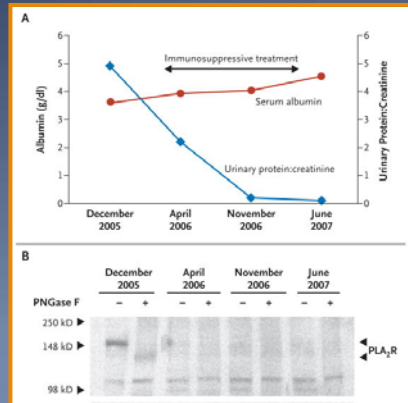 A
Albumin (g/dl)
Urinary Protein:Creatinine
6
5
4
3
2
1
0
6
5
4
3
2
1
0
Immunosuppressive treatment
Serum albumin
Urinary protein:creatinine
December 2005
April 2006
November 2006
June 2007
B
December 2005
April 2006
November 2006
June 2007
PNGase F
– + – + – + – +
250 kD
148 kD
98 kD
PLA₂R